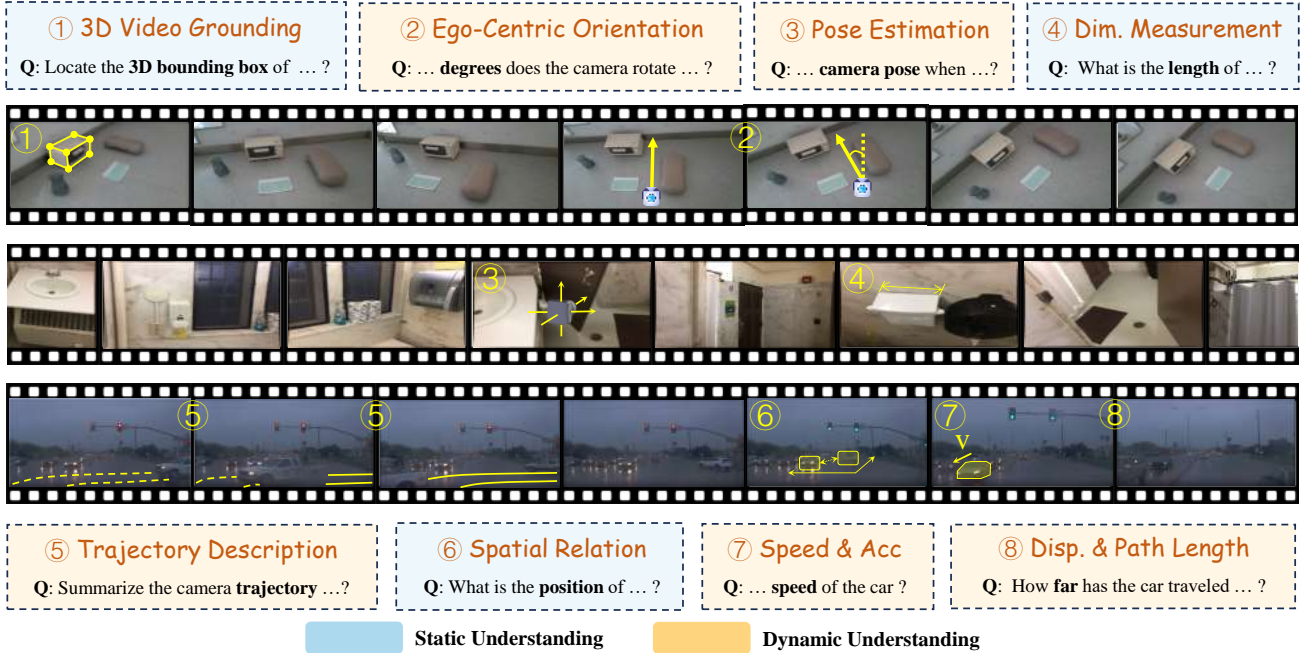 ① 3D Video Grounding
Q: Locate the 3D bounding box of … ?
② Ego-Centric Orientation
Q: … degrees does the camera rotate … ?
③ Pose Estimation
Q: … camera pose when …?
④ Dim. Measurement
Q: What is the length of … ?
①
②
③
④
⑤
⑤
⑥
⑦
V
⑧
⑤ Trajectory Description
Q: Summarize the camera trajectory …?
⑥ Spatial Relation
Q: What is the position of … ?
⑦ Speed & Acc
Q: … speed of the car ?
⑧ Disp. & Path Length
Q: How far has the car traveled … ?
Static Understanding
Dynamic Understanding